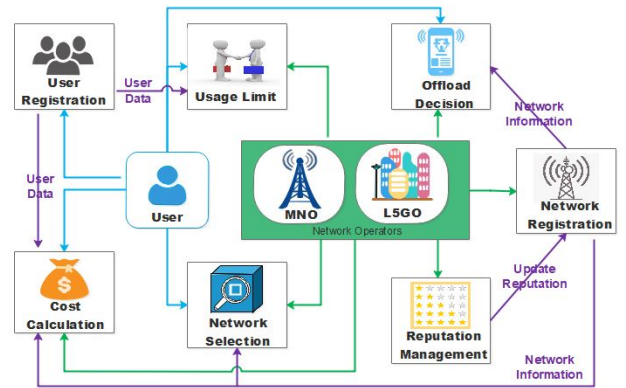 User
Registration
User
Data
Usage Limit
Offload
Decision
Network
Information
User
Data
User
MNO
L5GO
Network Operators
Network
Registration
Cost
Calculation
Network
Selection
Reputation
Management
Update
Reputation
Network
Information